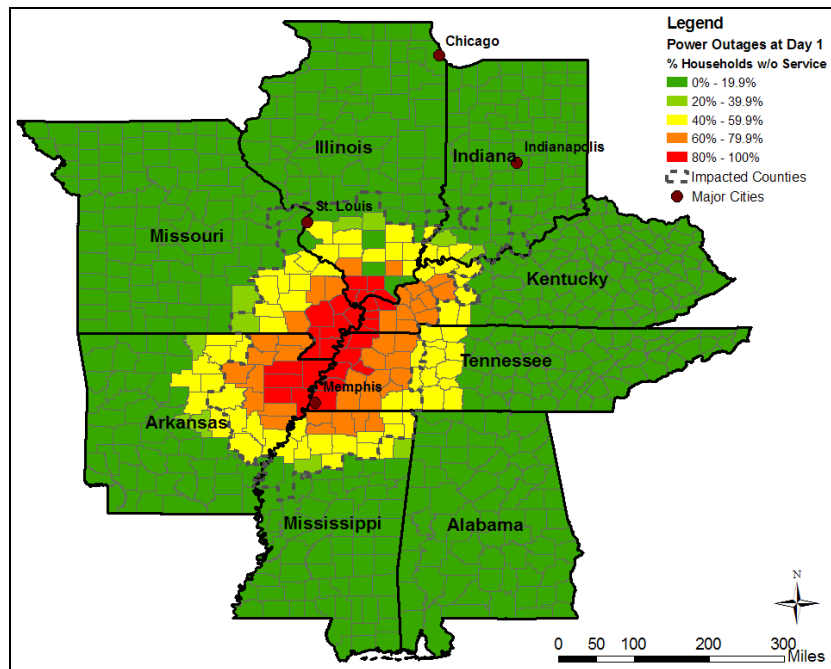 Legend
Power Outages at Day 1
% Households w/o Service
0% - 19.9%
20% - 39.9%
40% - 59.9%
60% - 79.9%
80% - 100%
Impacted Counties
Major Cities
Chicago
Illinois
Indiana
Indianapolis
St. Louis
Missouri
Kentucky
Tennessee
Memphis
Arkansas
Mississippi
Alabama
N
0 50 100 200 300
Miles